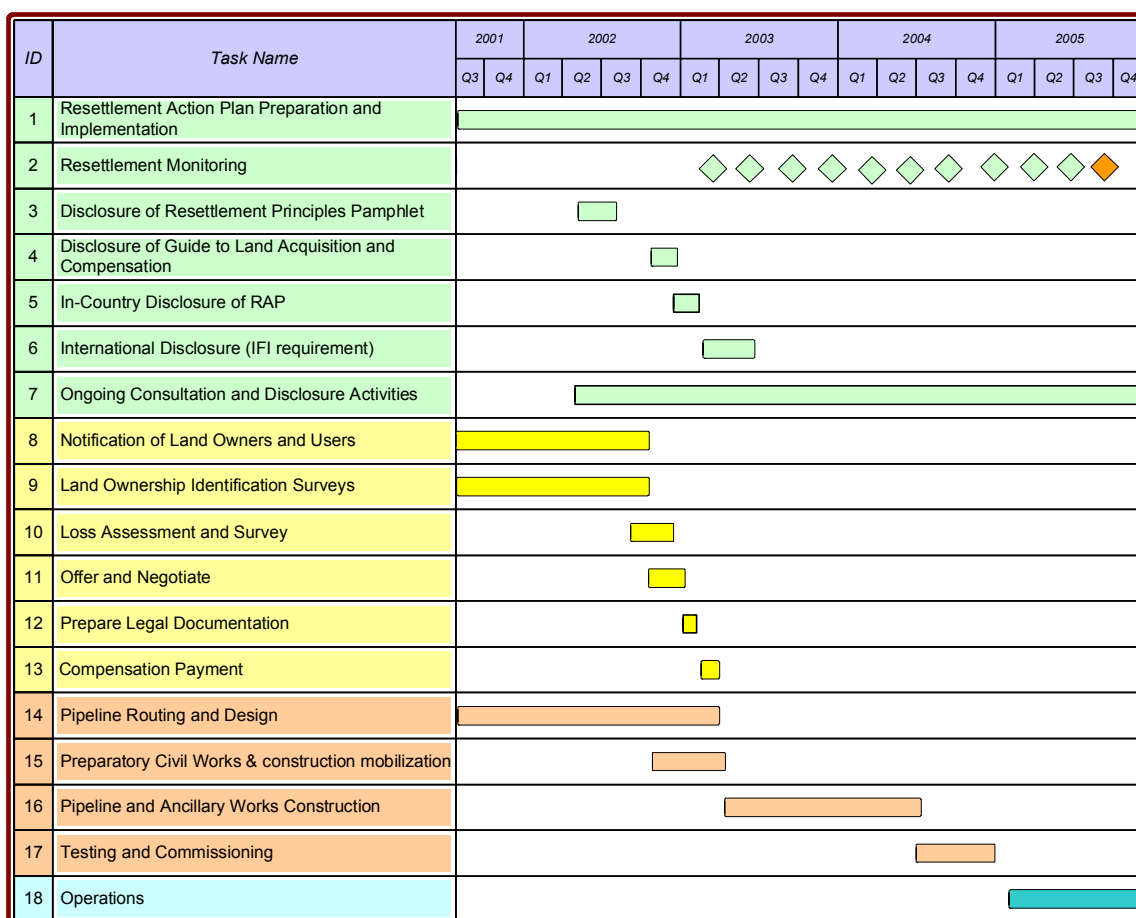 ID Task Name 2001 2002 2003 2004 2005
Q3 Q4 Q1 Q2 Q3 Q4 Q1 Q2 Q3 Q4 Q1 Q2 Q3 Q4 Q1 Q2 Q3 Q4
1 Resettlement Action Plan Preparation and
Implementation
2 Resettlement Monitoring
3 Disclosure of Resettlement Principles Pamphlet
4 Disclosure of Guide to Land Acquisition and
Compensation
5 In-Country Disclosure of RAP
6 International Disclosure (IFI requirement)
7 Ongoing Consultation and Disclosure Activities
8 Notification of Land Owners and Users
9 Land Ownership Identification Surveys
10 Loss Assessment and Survey
11 Offer and Negotiate
12 Prepare Legal Documentation
13 Compensation Payment
14 Pipeline Routing and Design
15 Preparatory Civil Works & construction mobilization
16 Pipeline and Ancillary Works Construction
17 Testing and Commissioning
18 Operations